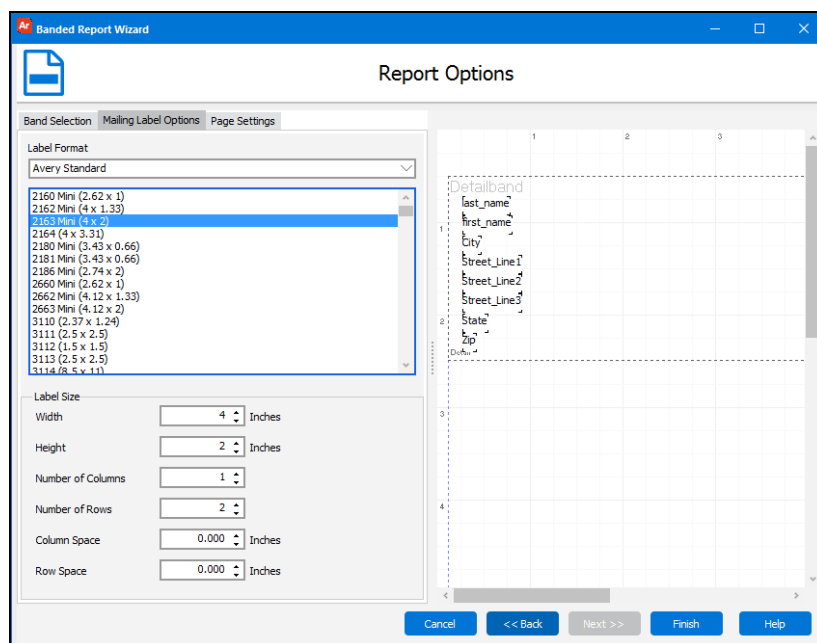 Ar Banded Report Wizard
Report Options
Band Selection Mailing Label Options Page Settings
Label Format
Avery Standard
2160 Mini (2.62 x 1)
2162 Mini (4 x 1.33)
2163 Mini (4 x 2)
2164 (4 x 3.31)
2180 Mini (3.43 x 0.66)
2181 Mini (3.43 x 0.66)
2186 Mini (2.74 x 2)
2660 Mini (2.62 x 1)
2662 Mini (4.12 x 1.33)
2663 Mini (4.12 x 2)
3110 (2.37 x 1.24)
3111 (2.5 x 2.5)
3112 (1.5 x 1.5)
3113 (2.5 x 2.5)
3114 (8.5 x 11)
Label Size
Width 4 Inches
Height 2 Inches
Number of Columns 1
Number of Rows 2
Column Space 0.000 Inches
Row Space 0.000 Inches
1 2 3
Detailband
last_name
1 first_name
City
Street_Line1
Street_Line2
Street_Line3
2 State
Zip
3
4
Cancel << Back Next >> Finish Help